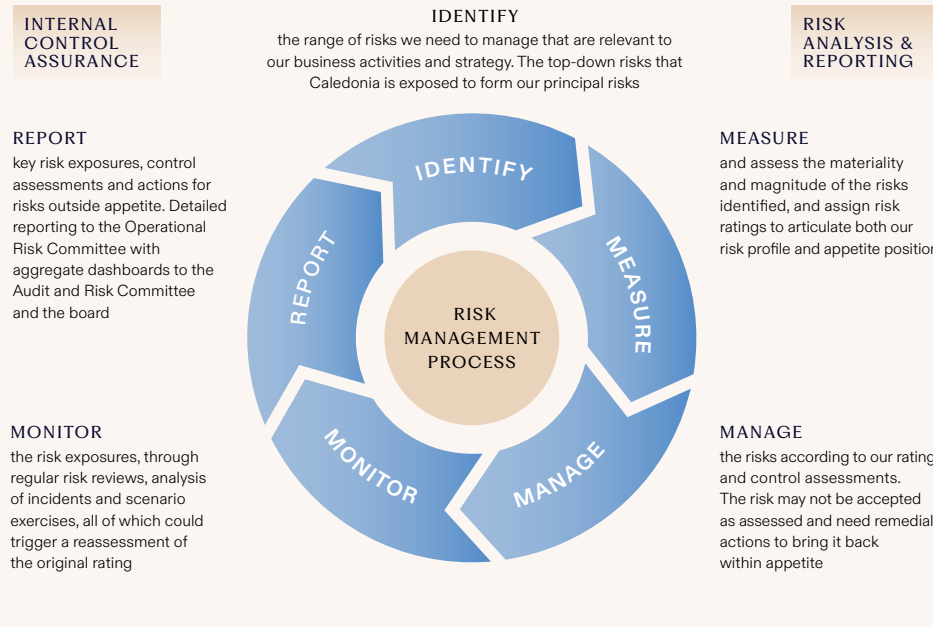 INTERNAL
CONTROL
ASSURANCE
IDENTIFY
the range of risks we need to manage that are relevant to
our business activities and strategy. The top-down risks that
Caledonia is exposed to form our principal risks
RISK
ANALYSIS &
REPORTING
REPORT
key risk exposures, control
assessments and actions for
risks outside appetite. Detailed
reporting to the Operational
Risk Committee with
aggregate dashboards to the
Audit and Risk Committee
and the board
MEASURE
and assess the materiality
and magnitude of the risks
identified, and assign risk
ratings to articulate both our
risk profile and appetite position
IDENTIFY
MEASURE
MANAGE
MONITOR
REPORT
RISK
MANAGEMENT
PROCESS
MONITOR
the risk exposures, through
regular risk reviews, analysis
of incidents and scenario
exercises, all of which could
trigger a reassessment of
the original rating
MANAGE
the risks according to our rating
and control assessments.
The risk may not be accepted
as assessed and need remedial
actions to bring it back
within appetite